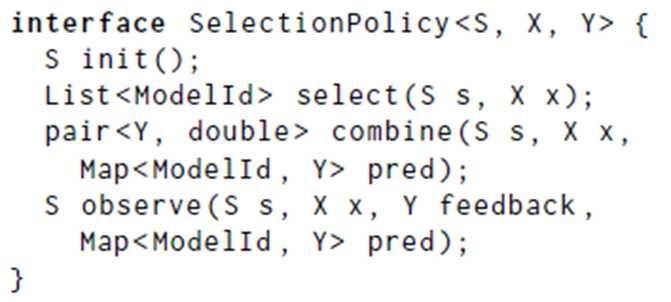 interface SelectionPolicy<S, X, Y> {
S init();
List<ModelId> select(S s, X x);
pair<Y, double> combine(S s, X x,
Map<ModelId, Y> pred);
S observe(S s, X x, Y feedback,
Map<ModelId, Y> pred);
}